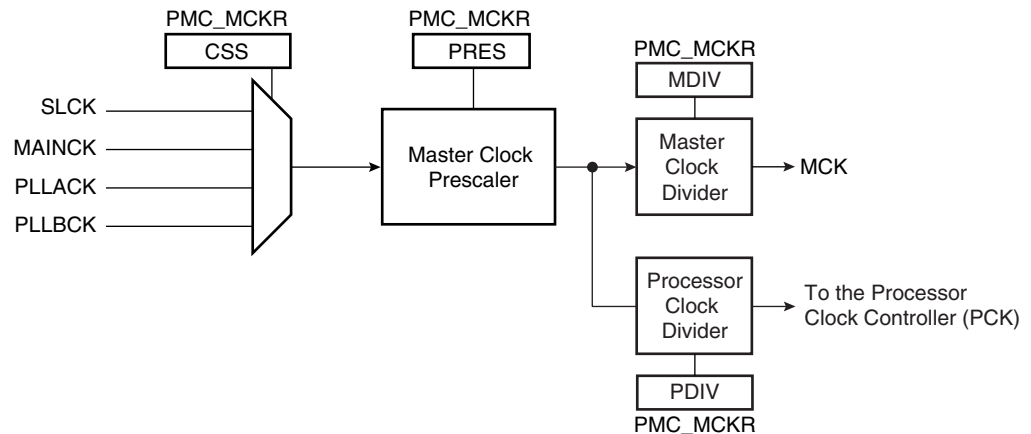 PMC_MCKR
CSS
PMC_MCKR
PRES
PMC_MCKR
MDIV
SLCK
MAINCK
PLLACK
PLLBCK
Master Clock
Prescaler
Master
Clock
Divider
MCK
Processor
Clock
Divider
To the Processor
Clock Controller (PCK)
PDIV
PMC_MCKR